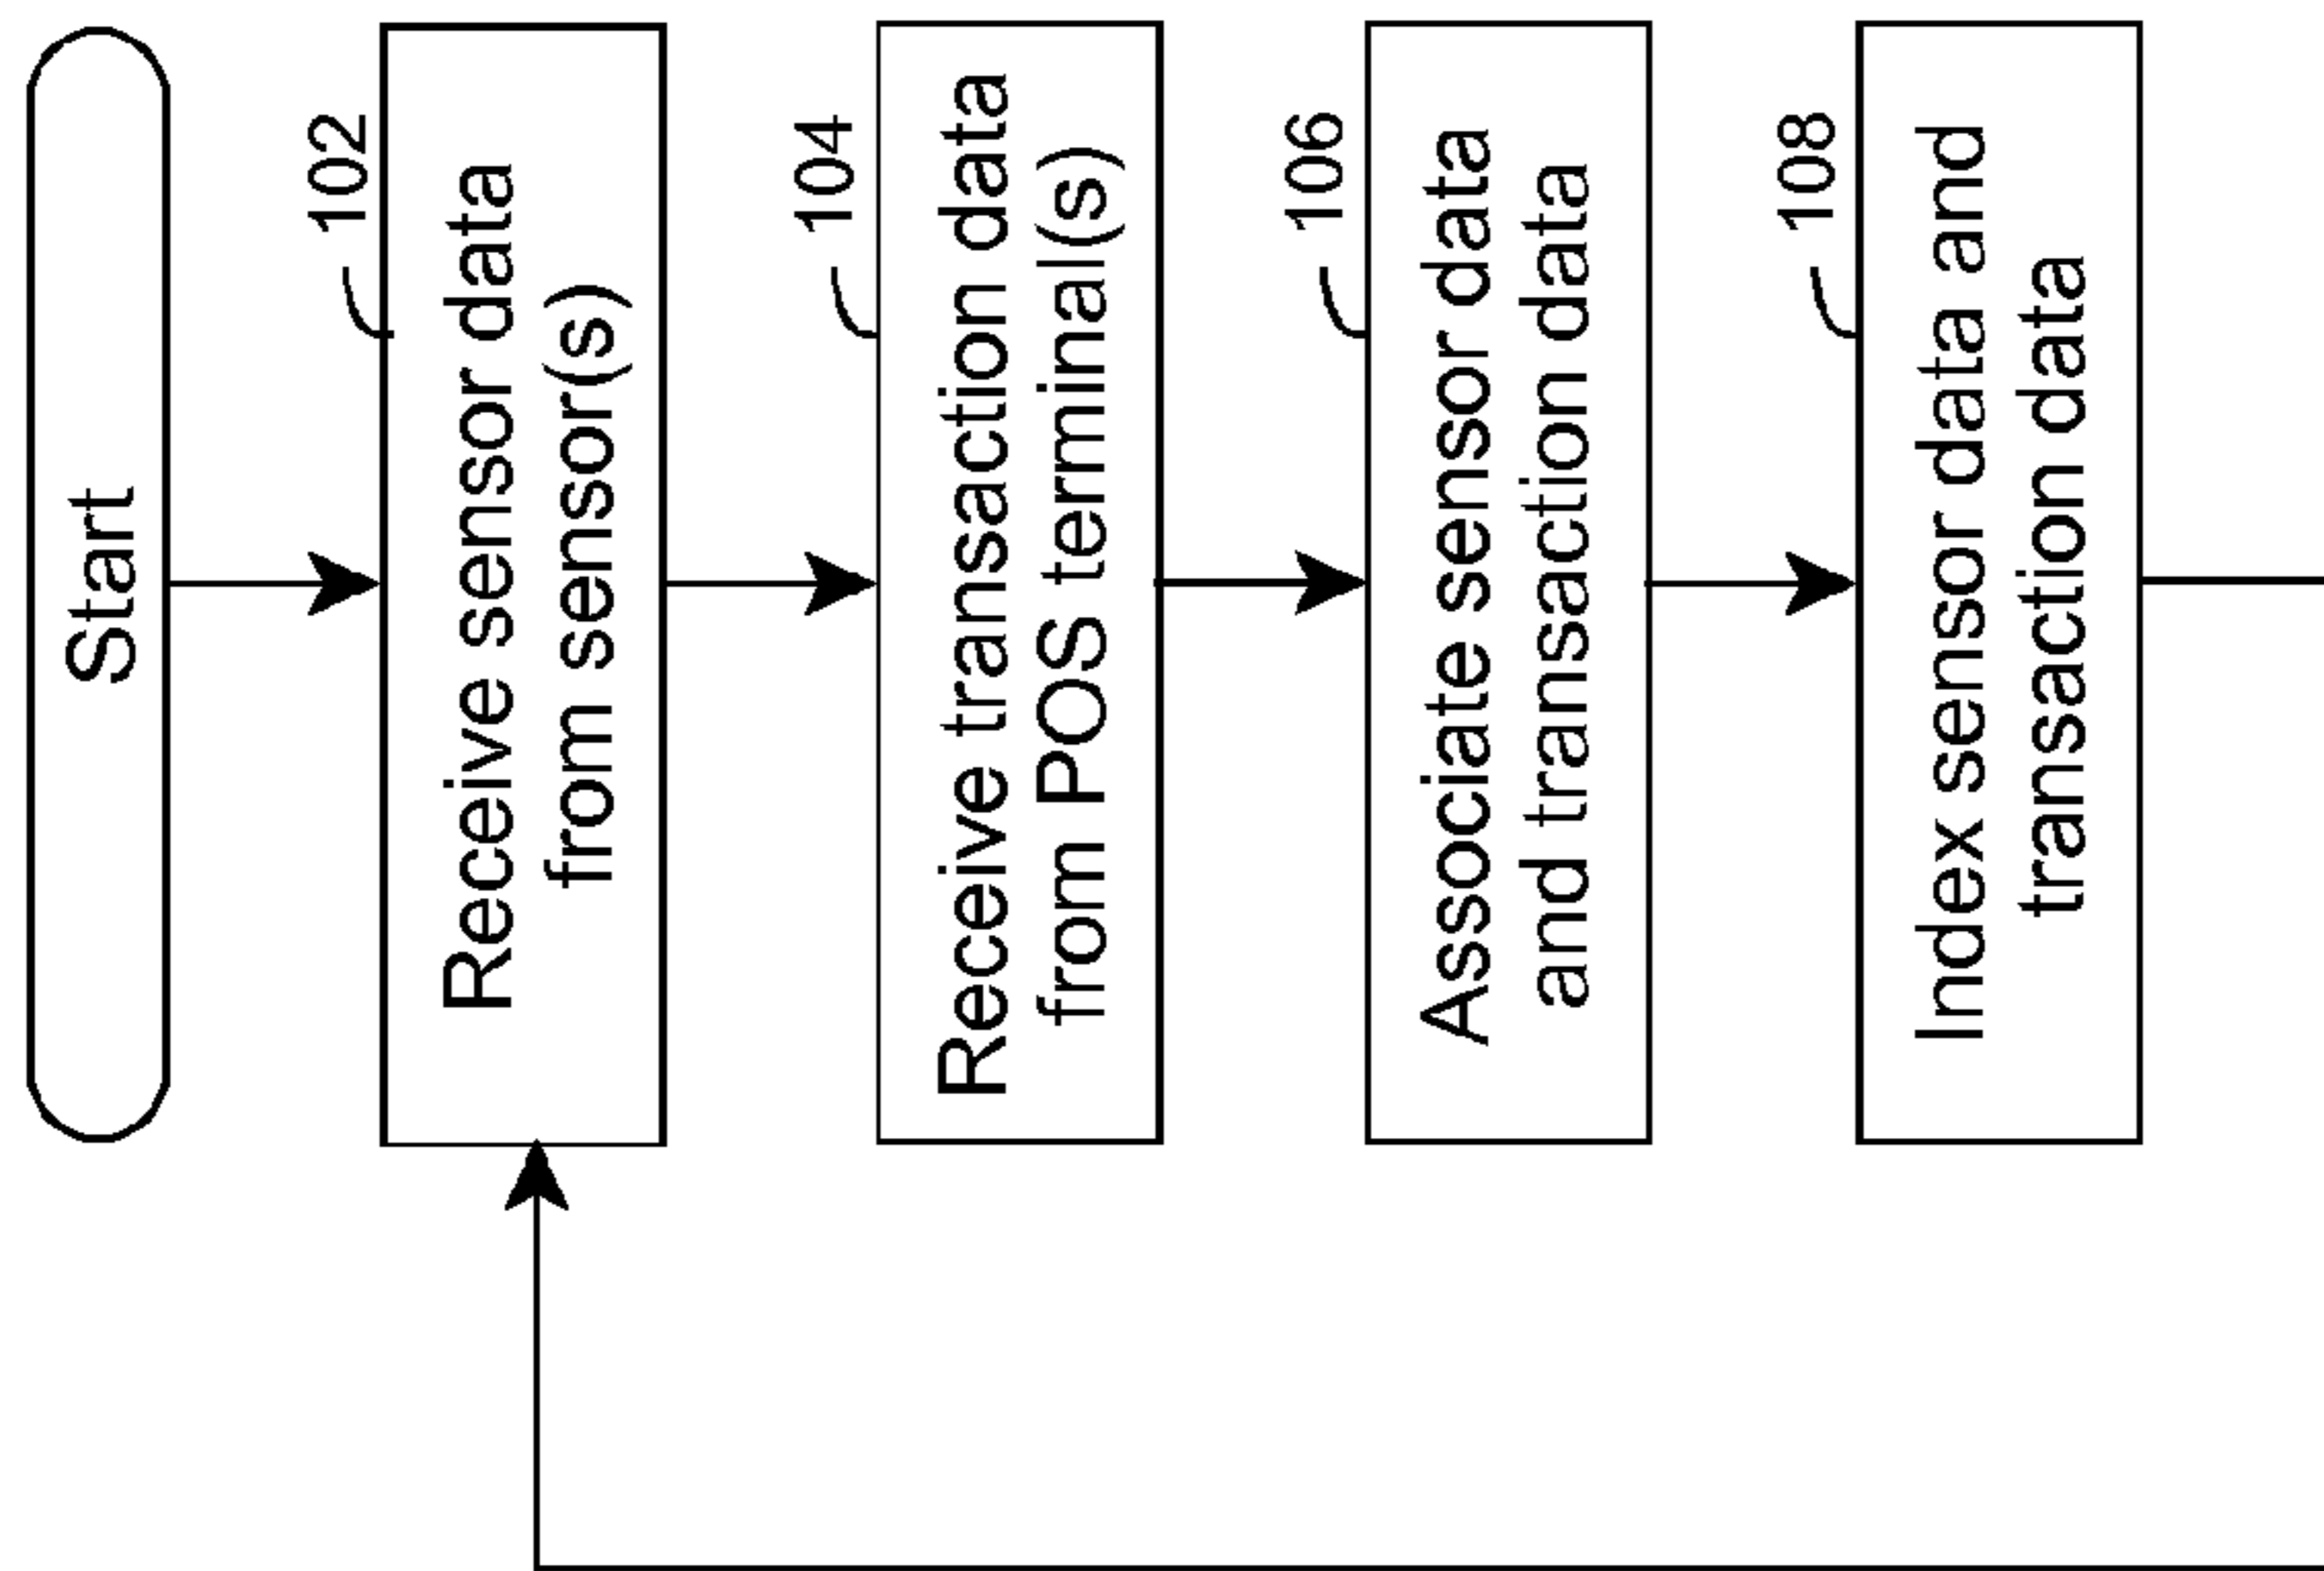 Start
102
Receive sensor data
from sensor(s)
104
Receive transaction data
from POS terminal(s)
106
Associate sensor data
and transaction data
108
Index sensor data and
transaction data